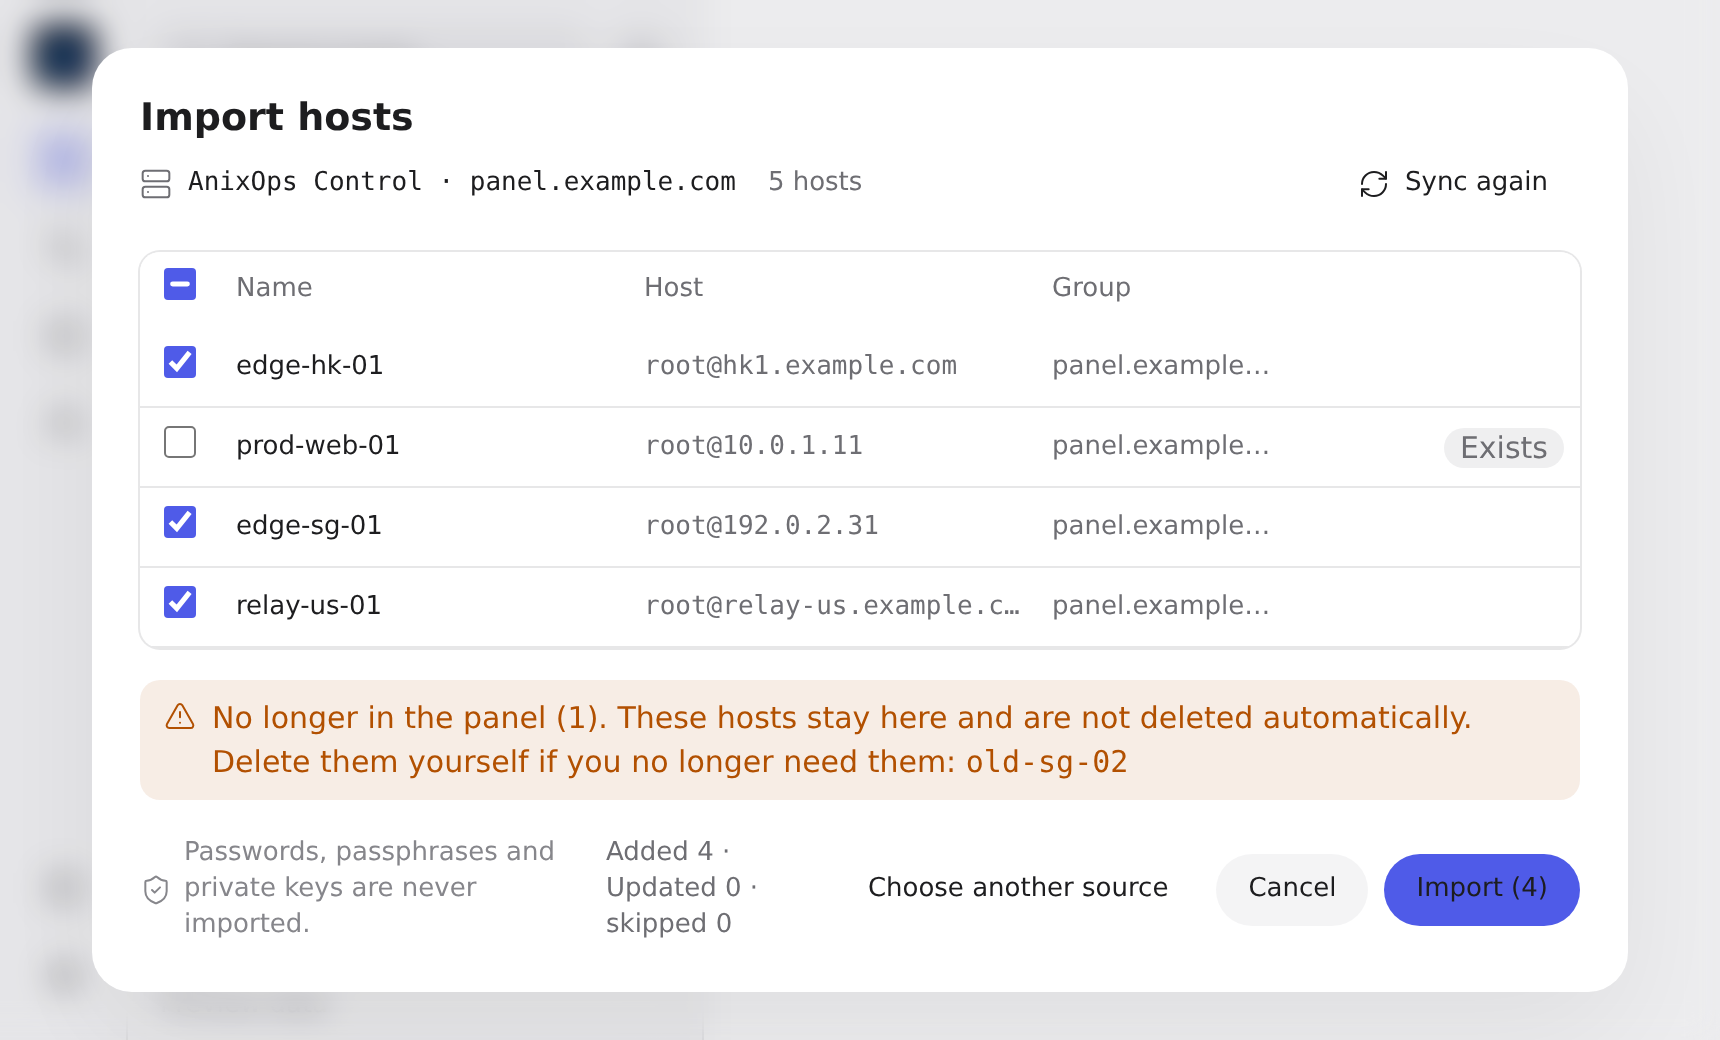 Import hosts
AnixOps Control · panel.example.com 5 hosts Sync again
Name Host Group
edge-hk-01 root@hk1.example.com panel.example…
prod-web-01 root@10.0.1.11 panel.example… Exists
edge-sg-01 root@192.0.2.31 panel.example…
relay-us-01 root@relay-us.example.c… panel.example…
No longer in the panel (1). These hosts stay here and are not deleted automatically.
Delete them yourself if you no longer need them: old-sg-02
Passwords, passphrases and
private keys are never
imported.
Added 4 ·
Updated 0 ·
skipped 0
Choose another source
Cancel
Import (4)